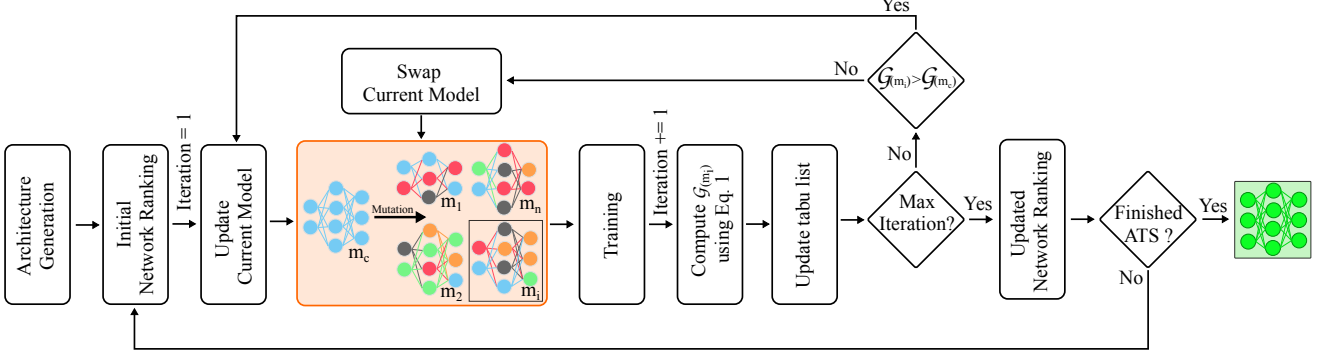 Yes
No
𝒢(mᵢ)>𝒢(m_c)
Swap
Current Model
Architecture
Generation
Initial
Network Ranking
Iteration = 1
Update
Current Model
m_c
Mutation
m₁
mₙ
m₂
mᵢ
Training
Iteration += 1
Compute 𝒢(mᵢ)
using Eq. 1
Update tabu list
No
Max
Iteration?
Yes
Updated
Network Ranking
Finished
ATS ?
Yes
No